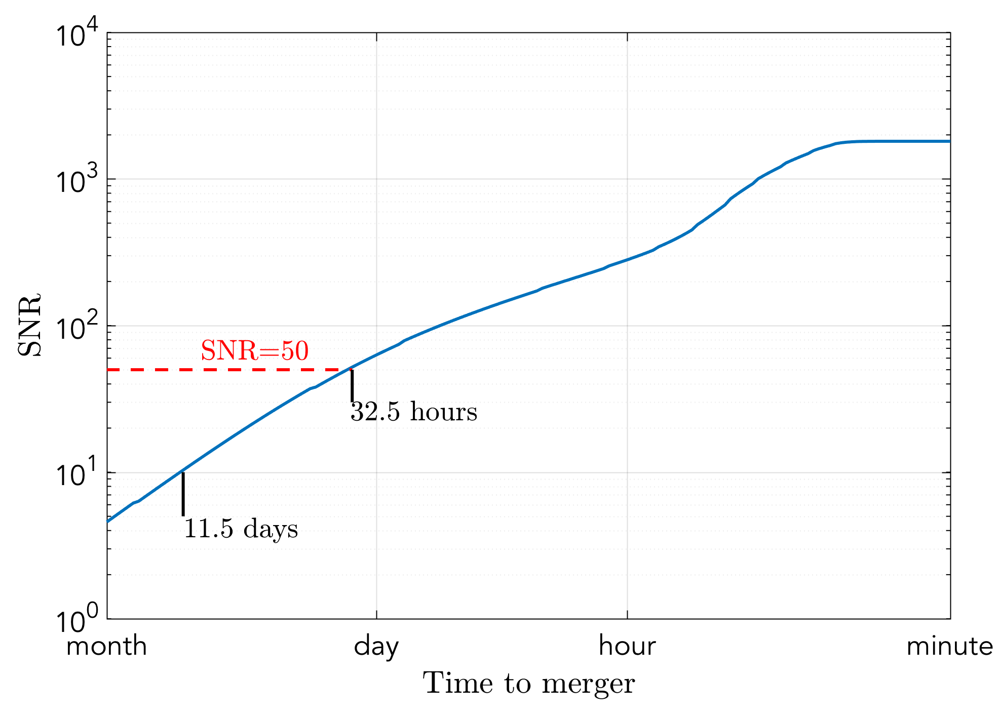 10^4
10^3
10^2
10^1
10^0
SNR
SNR=50
32.5 hours
11.5 days
month day hour minute
Time to merger